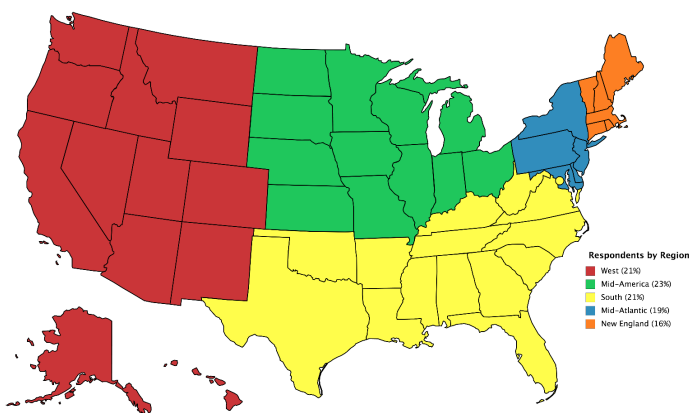 Respondents by Region
West (21%)
Mid-America (23%)
South (21%)
Mid-Atlantic (19%)
New England (16%)